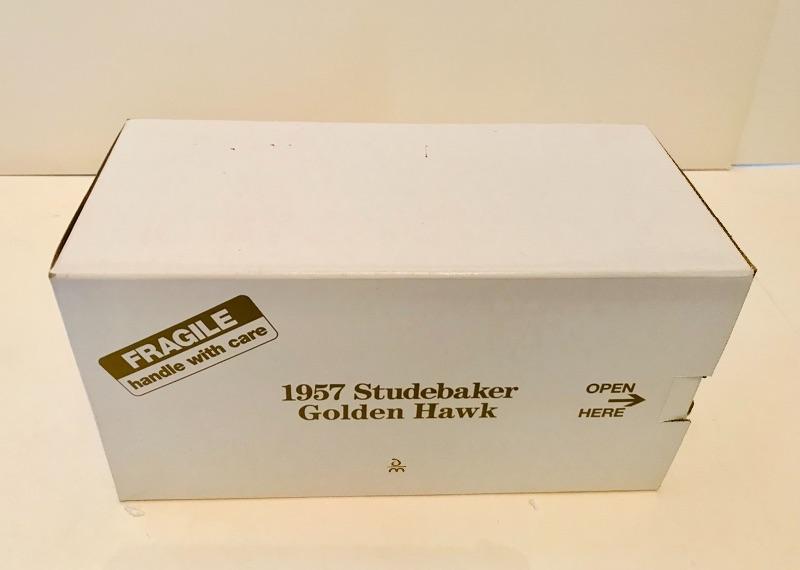 FRAGILE
handle with care
1957 Studebaker
Golden Hawk
OPEN
HERE